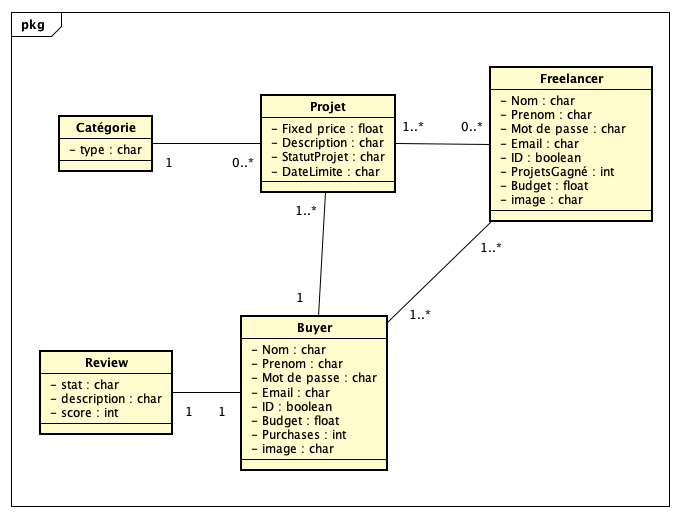 pkg
Freelancer
- Nom : char
- Prenom : char
- Mot de passe : char
- Email : char
- ID : boolean
- ProjetsGagné : int
- Budget : float
- image : char
Projet
- Fixed price : float
- Description : char
- StatutProjet : char
- DateLimite : char
Catégorie
- type : char
1..*
0..*
1
0..*
1..*
1..*
1
1..*
Buyer
- Nom : char
- Prenom : char
- Mot de passe : char
- Email : char
- ID : boolean
- Budget : float
- Purchases : int
- image : char
Review
- stat : char
- description : char
- score : int
1
1